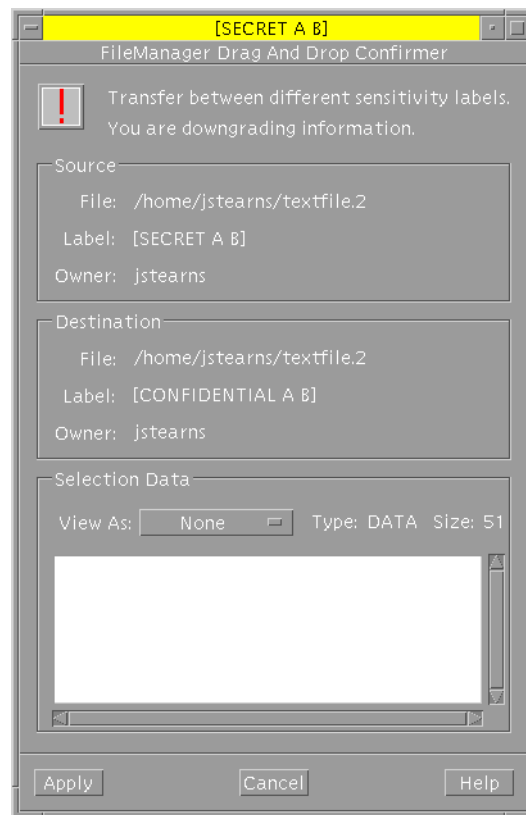 [SECRET A B]
FileManager Drag And Drop Confirmer
!
Transfer between different sensitivity labels.
You are downgrading information.
Source
File: /home/jstearns/textfile.2
Label: [SECRET A B]
Owner: jstearns
Destination
File: /home/jstearns/textfile.2
Label: [CONFIDENTIAL A B]
Owner: jstearns
Selection Data
View As: None Type: DATA Size: 51
Apply Cancel Help